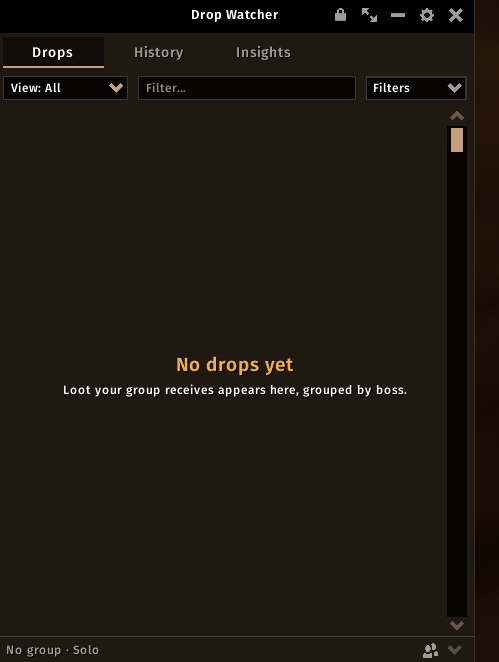 Drop Watcher
Drops History Insights
View: All Filter... Filters
No drops yet
Loot your group receives appears here, grouped by boss.
No group · Solo